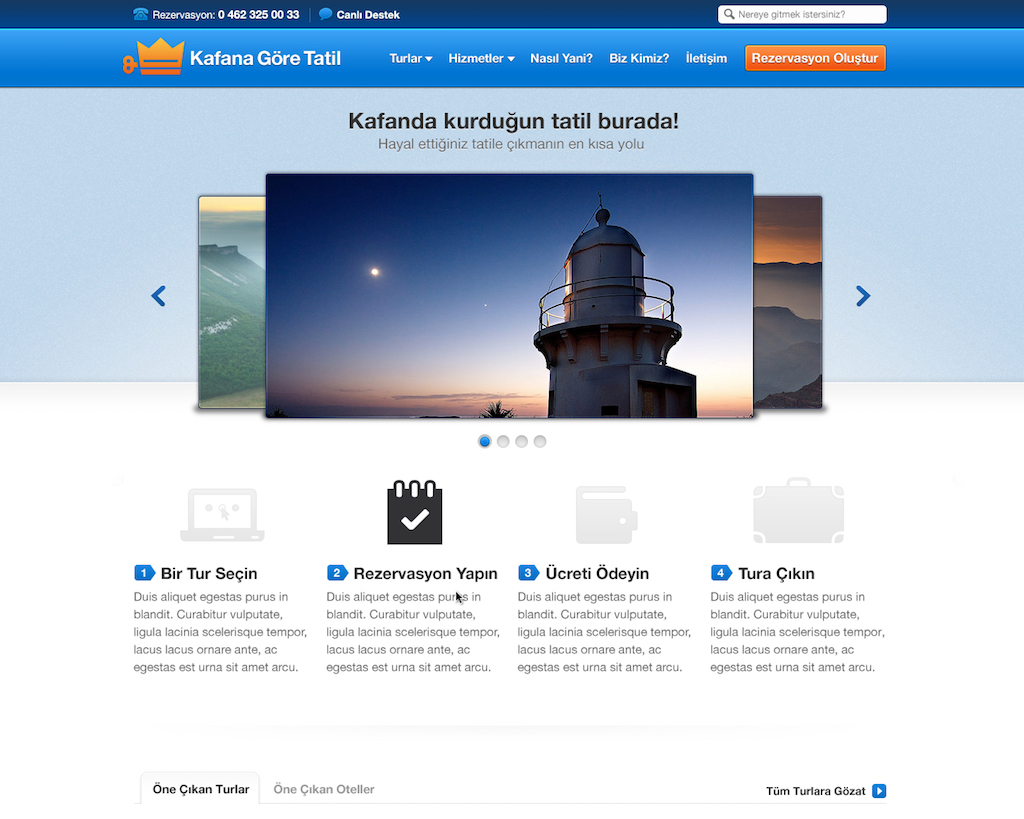 Rezervasyon: 0 462 325 00 33
Canlı Destek
Nereye gitmek istersiniz?
Kafana Göre Tatil
Turlar
Hizmetler
Nasıl Yani?
Biz Kimiz?
İletişim
Rezervasyon Oluştur
Kafanda kurduğun tatil burada!
Hayal ettiğiniz tatile çıkmanın en kısa yolu
1 Bir Tur Seçin
Duis aliquet egestas purus in
blandit. Curabitur vulputate,
ligula lacinia scelerisque tempor,
lacus lacus ornare ante, ac
egestas est urna sit amet arcu.
2 Rezervasyon Yapın
Duis aliquet egestas purus in
blandit. Curabitur vulputate,
ligula lacinia scelerisque tempor,
lacus lacus ornare ante, ac
egestas est urna sit amet arcu.
3 Ücreti Ödeyin
Duis aliquet egestas purus in
blandit. Curabitur vulputate,
ligula lacinia scelerisque tempor,
lacus lacus ornare ante, ac
egestas est urna sit amet arcu.
4 Tura Çıkın
Duis aliquet egestas purus in
blandit. Curabitur vulputate,
ligula lacinia scelerisque tempor,
lacus lacus ornare ante, ac
egestas est urna sit amet arcu.
Öne Çıkan Turlar
Öne Çıkan Oteller
Tüm Turlara Gözat